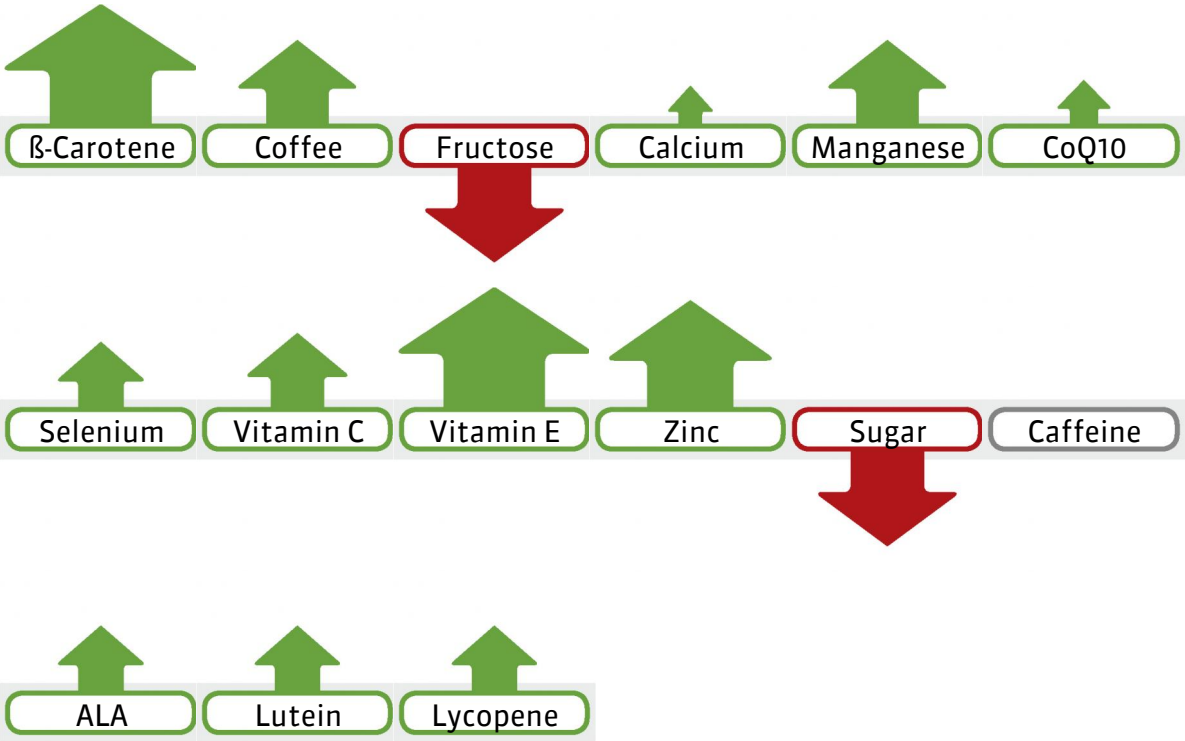 ß-Carotene Coffee Fructose Calcium Manganese CoQ10
Selenium Vitamin C Vitamin E Zinc Sugar Caffeine
ALA Lutein Lycopene